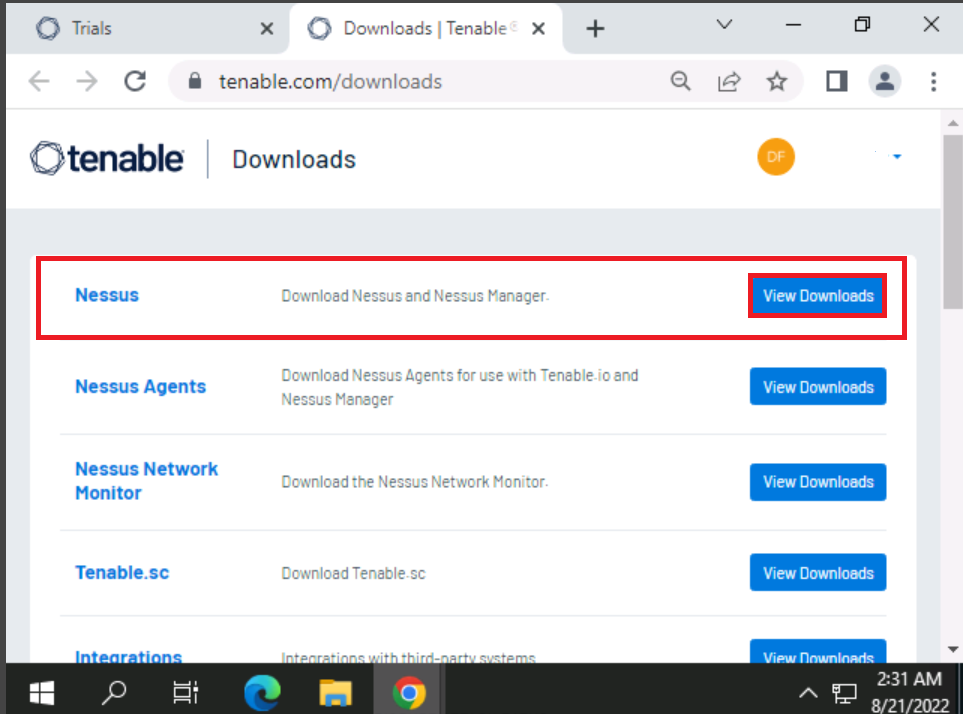 Trials
Downloads | Tenable®
tenable.com/downloads
tenable
Downloads
DF
Nessus
Download Nessus and Nessus Manager.
View Downloads
Nessus Agents
Download Nessus Agents for use with Tenable.io and
Nessus Manager
View Downloads
Nessus Network
Monitor
Download the Nessus Network Monitor.
View Downloads
Tenable.sc
Download Tenable.sc
View Downloads
Integrations
Integrations with third-party systems
View Downloads
2:31 AM
8/21/2022